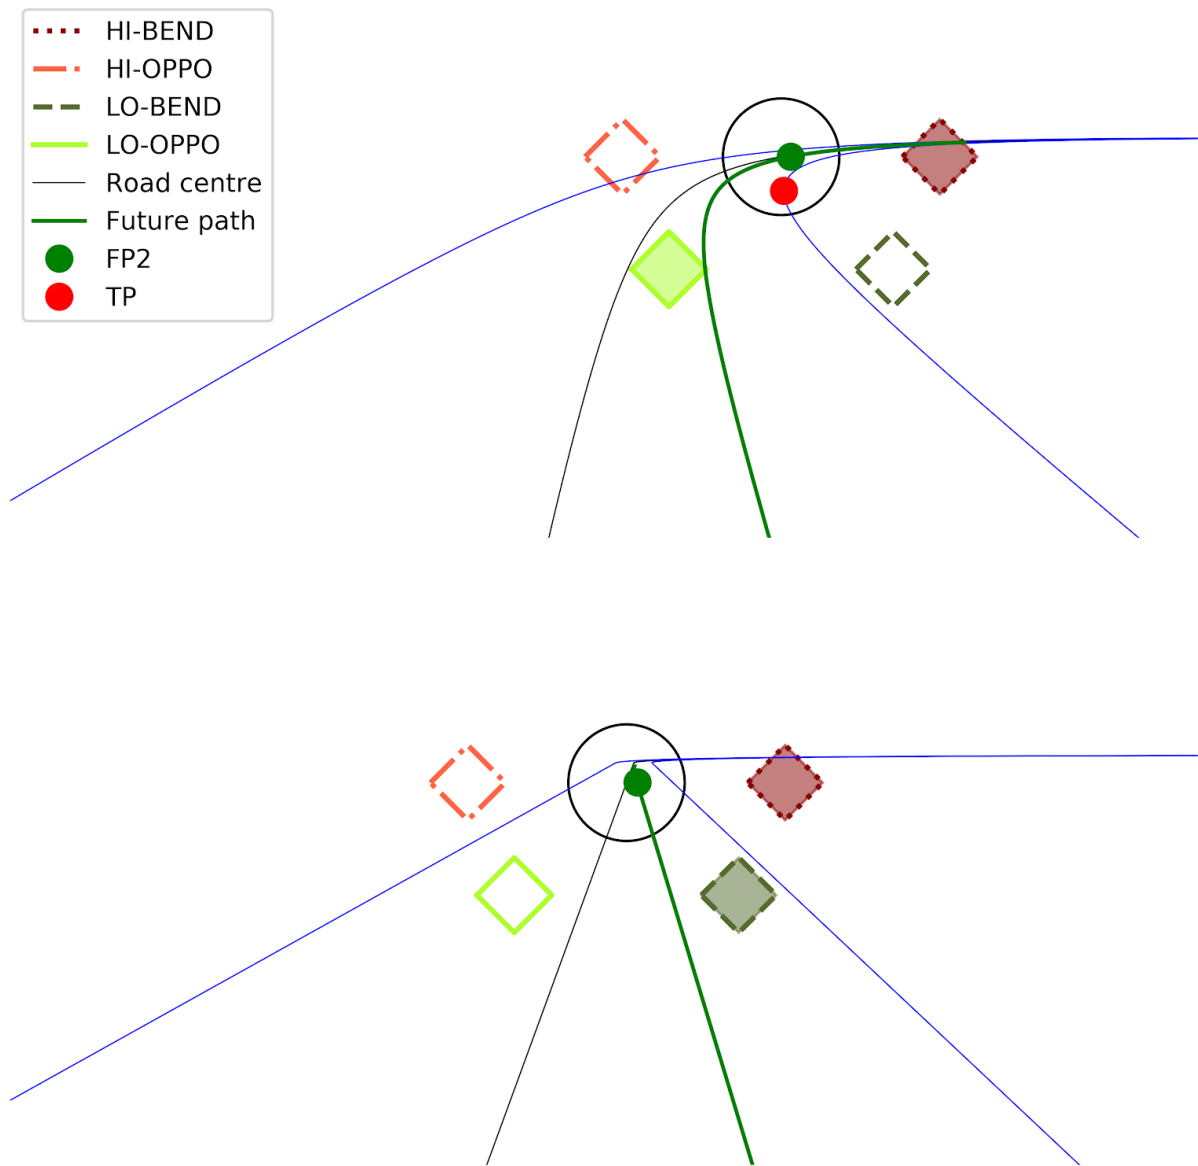 HI-BEND
HI-OPPO
LO-BEND
LO-OPPO
Road centre
Future path
FP2
TP